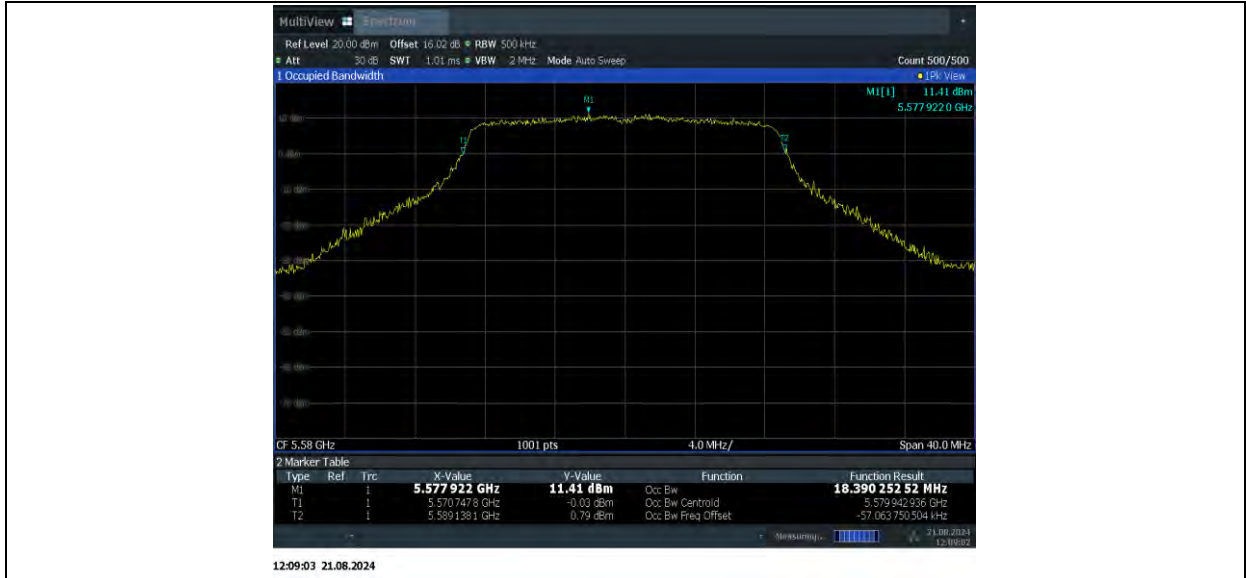 MultiView Spectrum
Ref Level 20.00 dBm Offset 16.02 dB RBW 500 kHz
Att 30 dB SWT 1.01 ms VBW 2 MHz Mode Auto Sweep Count 500/500
1 Occupied Bandwidth 1Pk View
M1[1] 11.41 dBm
5.577 922 0 GHz
M1
10 dBm
T1 T2
0 dBm
CF 5.58 GHz 1001 pts 4.0 MHz/ Span 40.0 MHz
2 Marker Table
Type Ref Trc X-Value Y-Value Function Function Result
M1 1 5.577 922 GHz 11.41 dBm Occ Bw 18.390 252 52 MHz
T1 1 5.570 747 8 GHz -0.03 dBm Occ Bw Centroid 5.579 942 936 GHz
T2 1 5.589 138 1 GHz 0.79 dBm Occ Bw Freq Offset -57.063 750 504 kHz
Measuring... 21.08.2024
12:09:02
12:09:03 21.08.2024